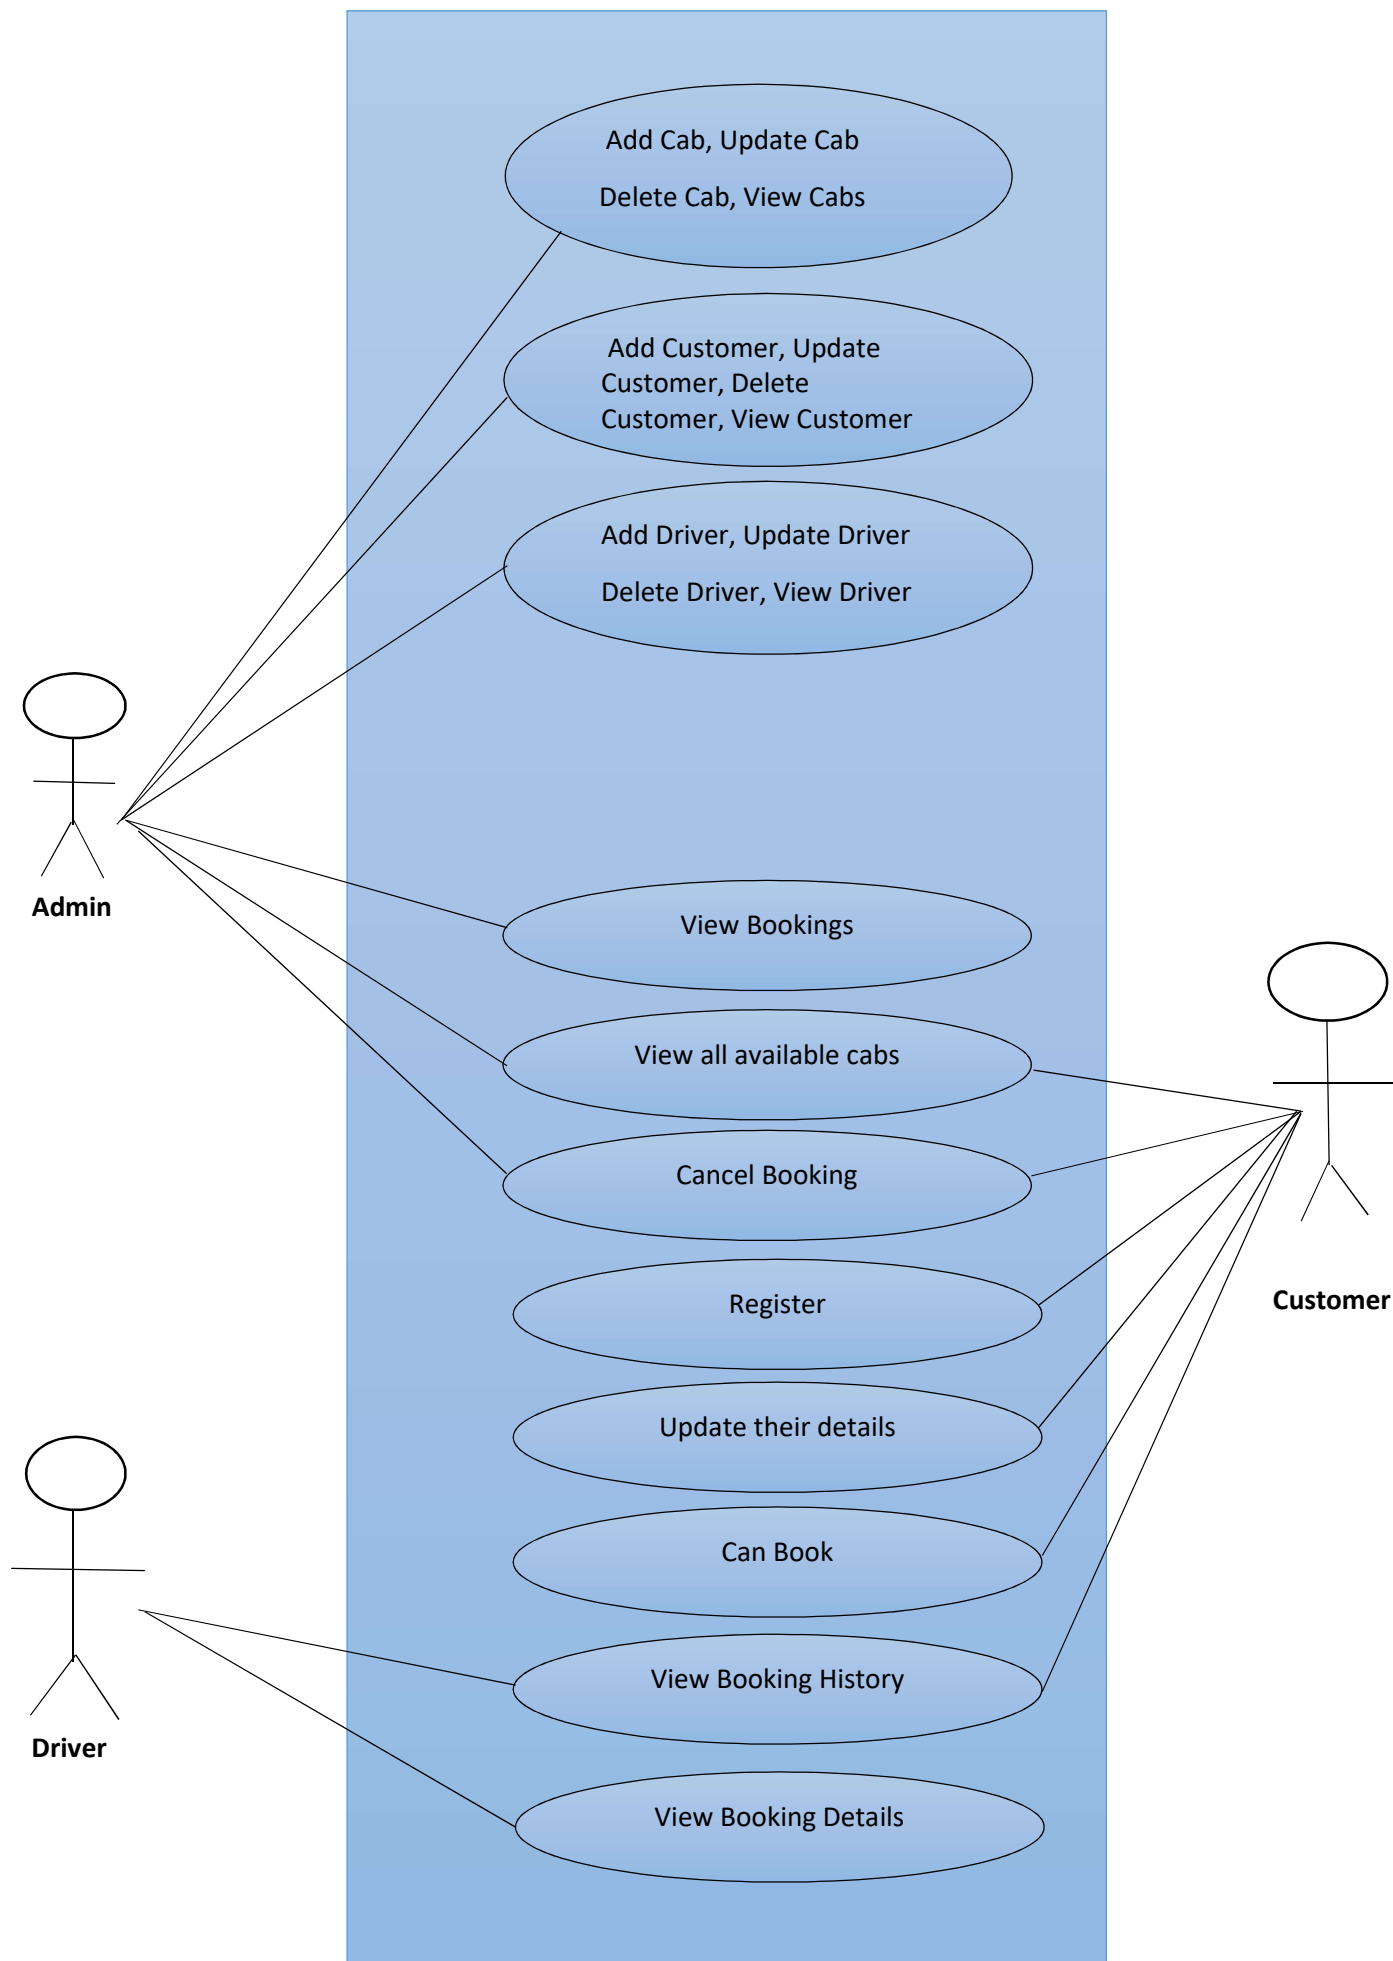 Add Cab, Update Cab
Delete Cab, View Cabs
Add Customer, Update
Customer, Delete
Customer, View Customer
Add Driver, Update Driver
Delete Driver, View Driver
Admin
View Bookings
View all available cabs
Cancel Booking
Register
Customer
Update their details
Can Book
View Booking History
Driver
View Booking Details